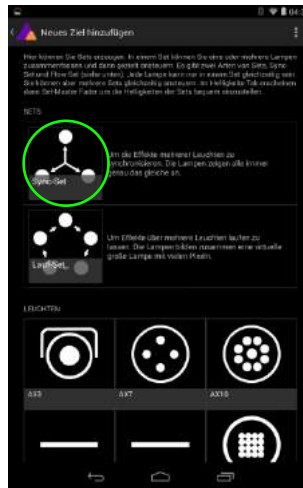 04:
Neues Ziel hinzufügen
Hier können Sie Sets erzeugen. In einem Set können Sie eine oder mehrere Lampen
zusammenfassen und dann gezielt ansteuern. Es gibt zwei Arten von Sets, Sync-
Set und Flow-Set (siehe unten). Jede Lampe kann nur in einem Set gleichzeitig sein.
Sie können aber mehrere Sets gleichzeitig ansteuern. Im Helligkeits Tab erscheinen
dann Set-Master Fader um die Helligkeiten der Sets bequem einzustellen.
SETS
Um die Effekte mehrerer Leuchten zu
synchronisieren. Die Lampen zeigen alle immer
genau das gleiche an.
Sync-Set
Um Effekte über mehrere Leuchten laufen zu
lassen. Die Lampen bilden zusammen eine virtuelle
große Lampe mit vielen Pixeln.
Lauf-Set
LEUCHTEN
AX3
AX7
AX10